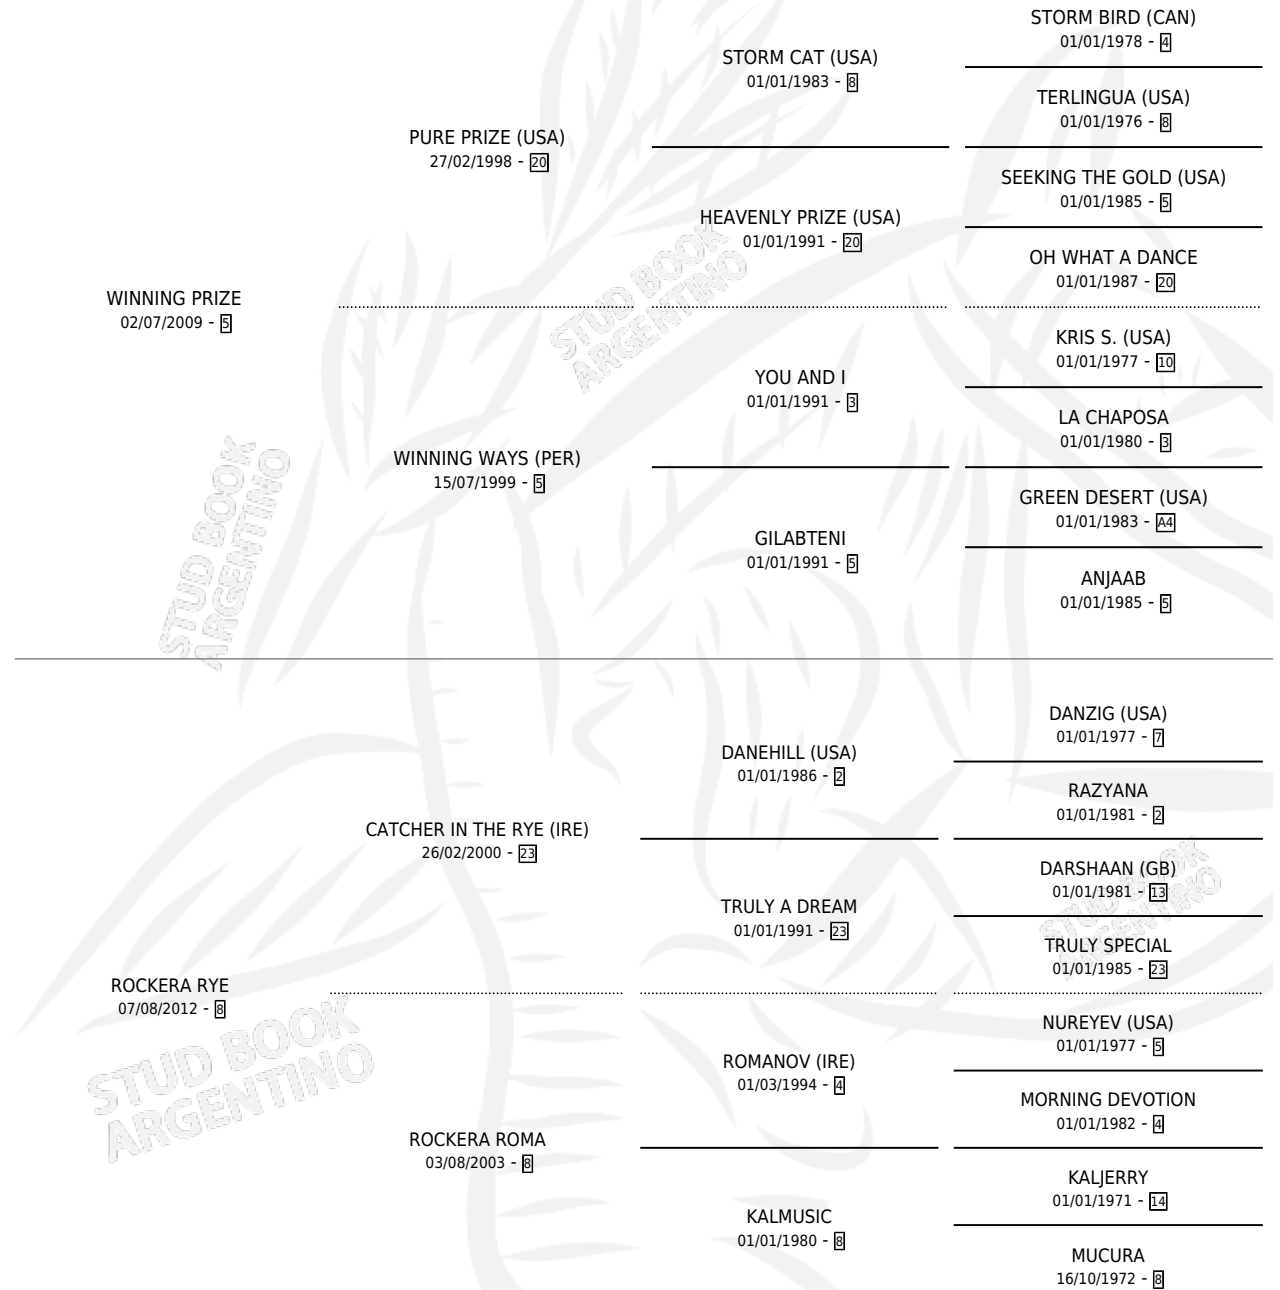 STORM BIRD (CAN)
01/01/1978 - 4
STORM CAT (USA)
01/01/1983 - 8
TERLINGUA (USA)
01/01/1976 - 8
PURE PRIZE (USA)
27/02/1998 - 20
SEEKING THE GOLD (USA)
01/01/1985 - 5
HEAVENLY PRIZE (USA)
01/01/1991 - 20
OH WHAT A DANCE
01/01/1987 - 20
WINNING PRIZE
02/07/2009 - 5
KRIS S. (USA)
01/01/1977 - 10
YOU AND I
01/01/1991 - 3
LA CHAPOSA
01/01/1980 - 3
WINNING WAYS (PER)
15/07/1999 - 5
GREEN DESERT (USA)
01/01/1983 - A4
GILABTENI
01/01/1991 - 5
ANJAAB
01/01/1985 - 5
DANZIG (USA)
01/01/1977 - 7
DANEHILL (USA)
01/01/1986 - 2
RAZYANA
01/01/1981 - 2
CATCHER IN THE RYE (IRE)
26/02/2000 - 23
DARSHAAN (GB)
01/01/1981 - 13
TRULY A DREAM
01/01/1991 - 23
TRULY SPECIAL
01/01/1985 - 23
ROCKERA RYE
07/08/2012 - 8
NUREYEV (USA)
01/01/1977 - 5
ROMANOV (IRE)
01/03/1994 - 4
MORNING DEVOTION
01/01/1982 - 4
ROCKERA ROMA
03/08/2003 - 8
KALJERRY
01/01/1971 - 14
KALMUSIC
01/01/1980 - 8
MUCURA
16/10/1972 - 8
STUD BOOK
ARGENTINO
STUD BOOK
ARGENTINO
STUD BOOK
ARGENTINO
STUD BOOK
ARGENTINO